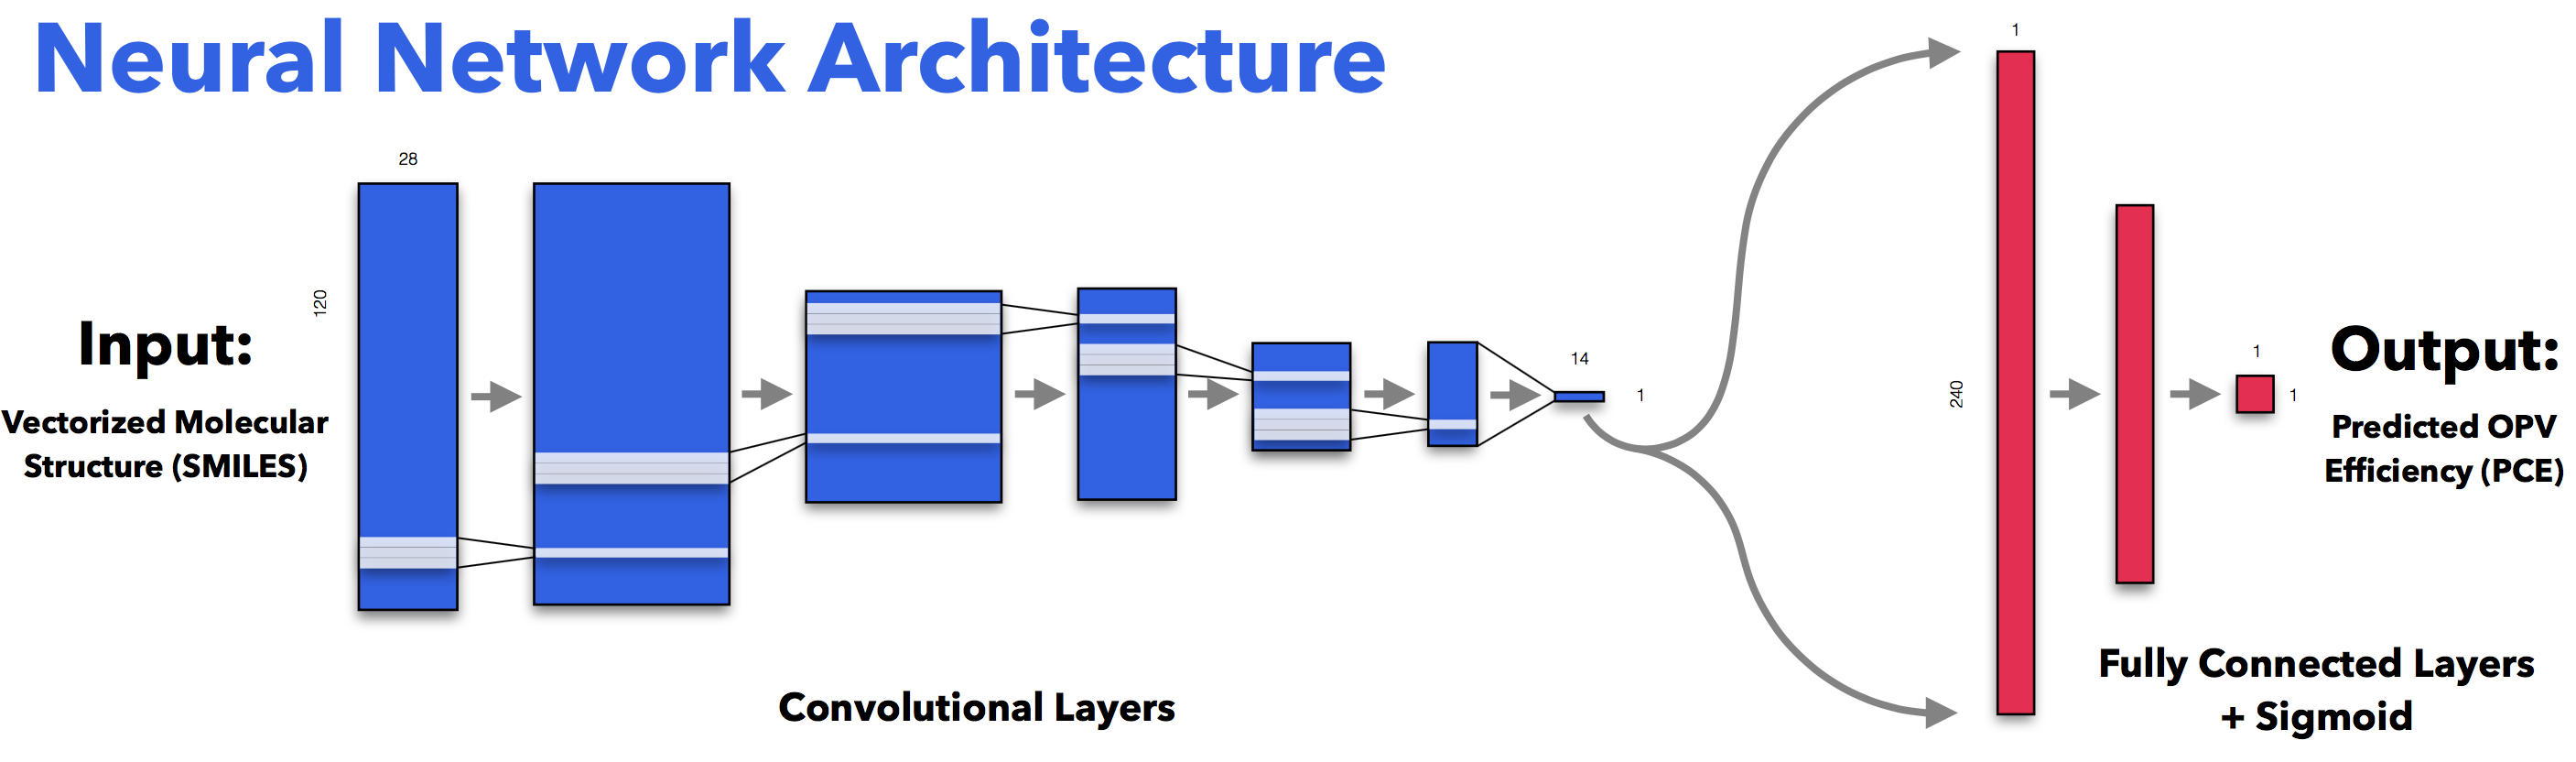 Neural Network Architecture
Input:
Vectorized Molecular
Structure (SMILES)
28
120
14
1
1
240
1
1
Output:
Predicted OPV
Efficiency (PCE)
Convolutional Layers
Fully Connected Layers
+ Sigmoid